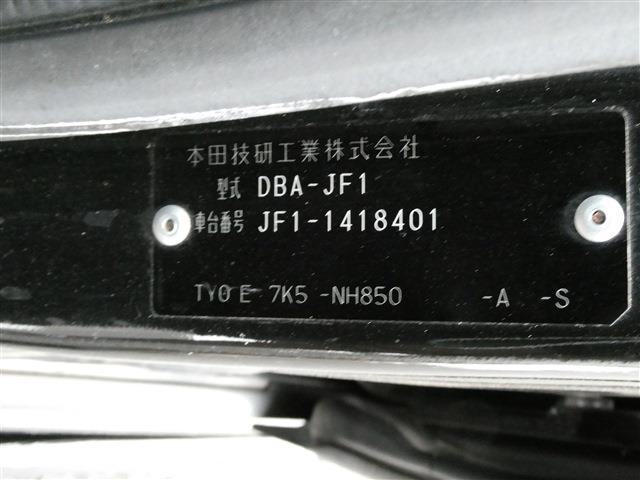 本田技研工業株式会社
型式 DBA-JF1
車台番号 JF1-1418401
TY0E-7K5-NH850 -A -S